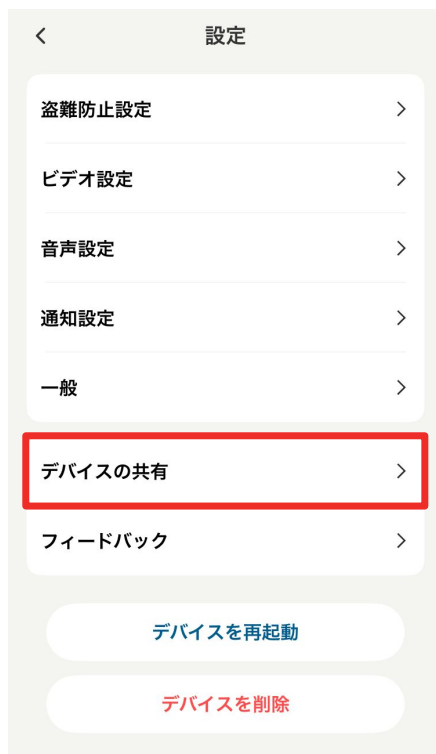 設定
盗難防止設定
ビデオ設定
音声設定
通知設定
一般
デバイスの共有
フィードバック
デバイスを再起動
デバイスを削除